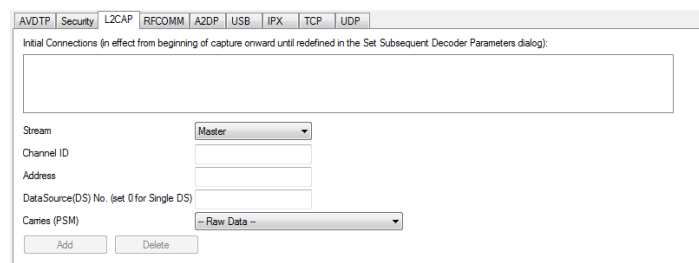 AVDTP Security L2CAP RFCOMM A2DP USB IPX TCP UDP
Initial Connections (in effect from beginning of capture onward until redefined in the Set Subsequent Decoder Parameters dialog):
Stream Master
Channel ID
Address
DataSource(DS) No. (set 0 for Single DS)
Carries (PSM) -- Raw Data --
Add Delete